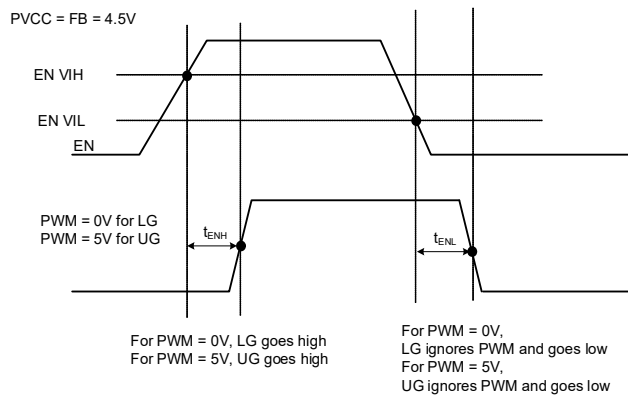 PVCC = FB = 4.5V
EN VIH
EN VIL
EN
PWM = 0V for LG
PWM = 5V for UG
tENH
tENL
For PWM = 0V, LG goes high
For PWM = 5V, UG goes high
For PWM = 0V,
LG ignores PWM and goes low
For PWM = 5V,
UG ignores PWM and goes low